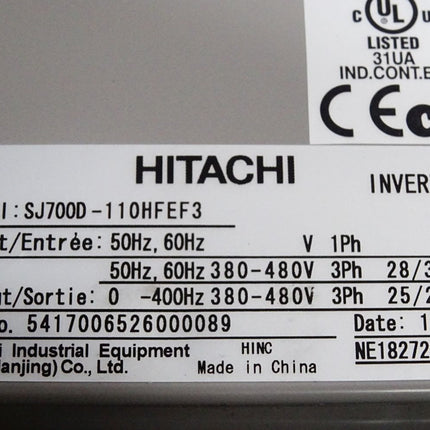 c UL u
LISTED
31UA
IND.CONT.E
CE c
HITACHI INVER
l: SJ700D-110HFEF3
t/Entrée: 50Hz, 60Hz V 1Ph
50Hz, 60Hz 380-480V 3Ph 28/3
ut/Sortie: 0 -400Hz 380-480V 3Ph 25/2
o. 5417006526000089 Date: 1
i Industrial Equipment HINC NE18272
anjing) Co., Ltd. Made in China